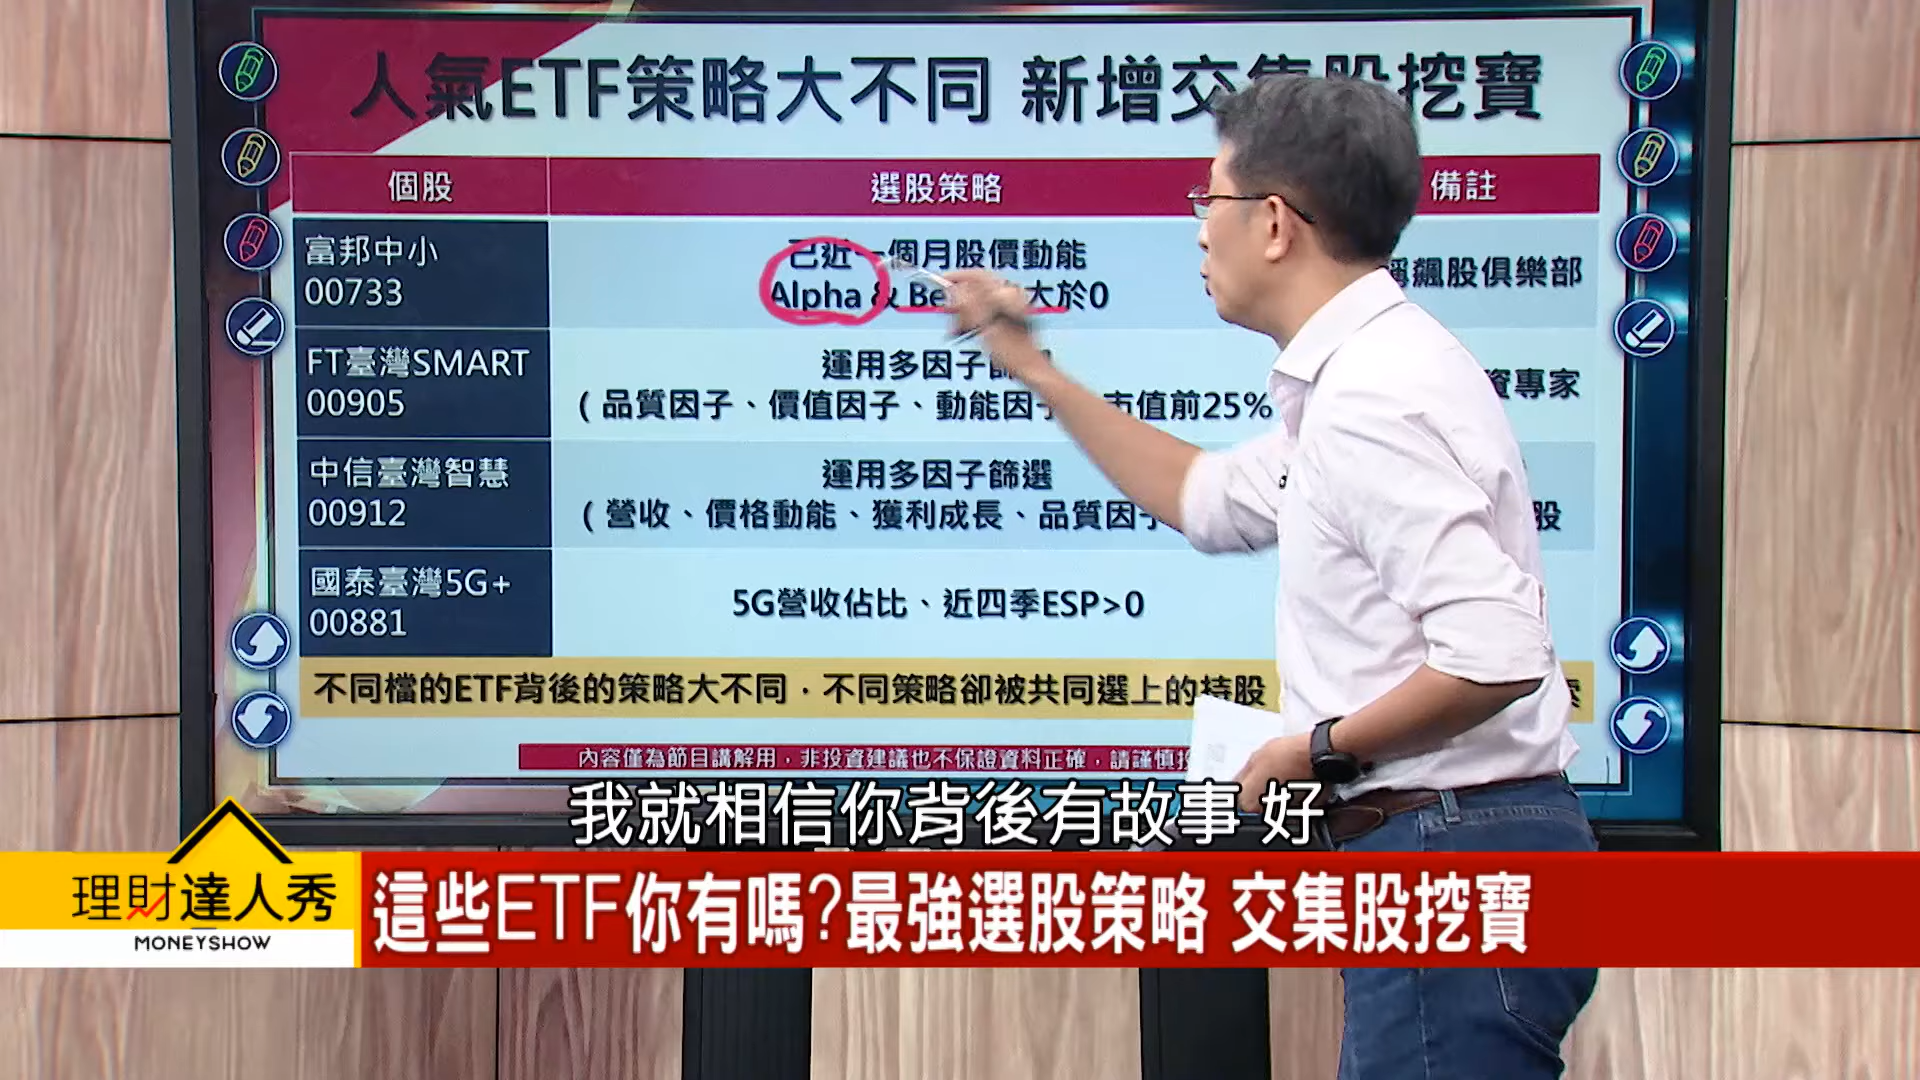 人氣ETF策略大不同 新增交集股挖寶
個股
選股策略
備註
富邦中小
00733
已近一個月股價動能
Alpha & Be 大於0
飆股俱樂部
FT臺灣SMART
00905
運用多因子篩
(品質因子、價值因子、動能因子 市值前25%
資專家
中信臺灣智慧
00912
運用多因子篩選
(營收、價格動能、獲利成長、品質因子
股
國泰臺灣5G+
00881
5G營收佔比、近四季ESP>0
不同檔的ETF背後的策略大不同，不同策略卻被共同選上的持股
內容僅為節目講解用，非投資建議也不保證資料正確，請謹慎投
我就相信你背後有故事 好
理財達人秀
MONEYSHOW
這些ETF你有嗎?最強選股策略 交集股挖寶